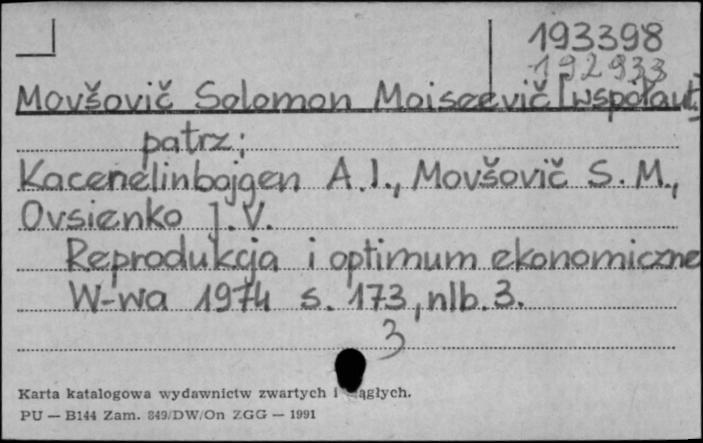 193398
192933
Movšovič Solomon Moiseevič [współaut.]
patrz:
Kacenelinbojgen A.I., Movšovič S.M.,
Ovsienko J.V.
Reprodukcja i optimum ekonomiczne
W-wa 1974 s. 173, nlb. 3.
3
Karta katalogowa wydawnictw zwartych i
PU — B144 Zam. 849/DW/On ZGG — 1991